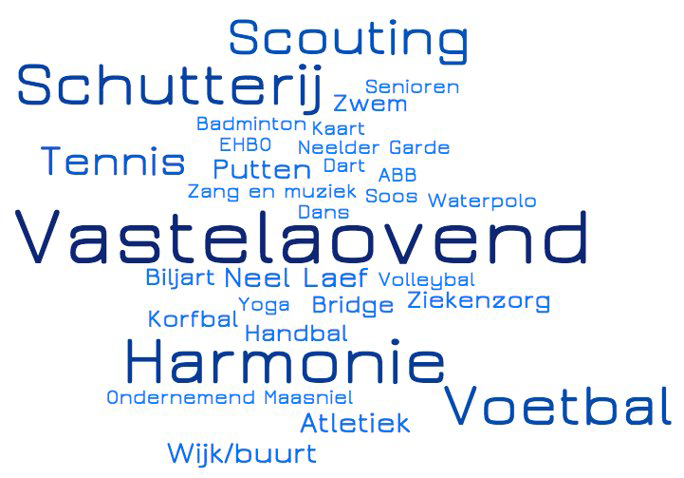 Scouting
Schutterij
Senioren
Zwem
Badminton
Kaart
EHBO
Neelder Garde
Tennis
Putten
Dart
ABB
Zang en muziek
Soos
Waterpolo
Dans
Vastelaovend
Biljart
Neel Laef
Volleybal
Yoga
Bridge
Ziekenzorg
Korfbal
Handbal
Harmonie
Ondernemend Maasniel
Voetbal
Atletiek
Wijk/buurt